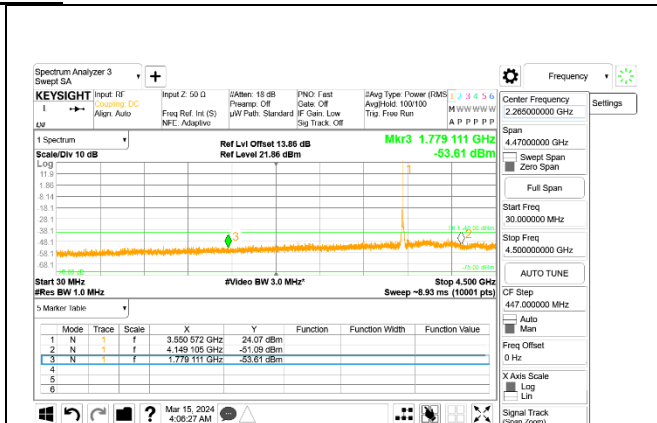 Spectrum Analyzer 3
Swept SA
+
Frequency
Settings
KEYSIGHT Input: RF Input Z: 50 Ω #Atten: 18 dB PNO: Fast #Avg Type: Power (RMS 1 2 3 4 5 6
Coupling: DC Preamp: Off Gate: Off Avg|Hold: 100/100 M W W W W W
Align: Auto Freq Ref: Int (S) µW Path: Standard IF Gain: Low Trig: Free Run
NFE: Adaptive Sig Track: Off A P P P P P
1 Spectrum
Ref Lvl Offset 13.86 dB Mkr3 1.779 111 GHz
Scale/Div 10 dB Ref Level 21.86 dBm -53.61 dBm
Log
11.9
1.86
-8.14
-18.1
-28.1
-38.1
-48.1
-58.1
-68.1
1
2
3
-75.00 dBm
Start 30 MHz #Video BW 3.0 MHz* Stop 4.500 GHz
#Res BW 1.0 MHz Sweep ~8.93 ms (10001 pts)
5 Marker Table
Mode Trace Scale X Y Function Function Width Function Value
1 N 1 f 3.550 572 GHz 24.07 dBm
2 N 1 f 4.149 105 GHz -51.09 dBm
3 N 1 f 1.779 111 GHz -53.61 dBm
4
5
6
?
Mar 15, 2024
4:06:27 AM
Center Frequency
2.265000000 GHz
Span
4.47000000 GHz
Swept Span
Zero Span
Full Span
Start Freq
30.000000 MHz
Stop Freq
4.500000000 GHz
AUTO TUNE
CF Step
447.000000 MHz
Auto
Man
Freq Offset
0 Hz
X Axis Scale
Log
Lin
Signal Track
(Span Zoom)